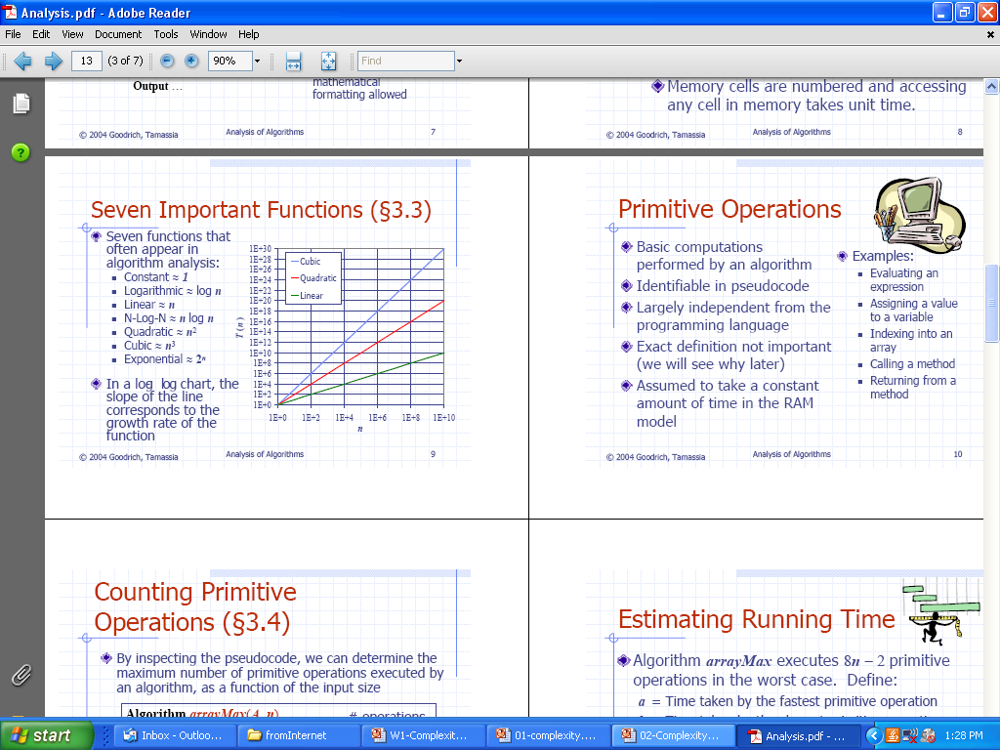 Analysis.pdf - Adobe Reader
File Edit View Document Tools Window Help
13 (3 of 7) 90% Find
Output ...
mathematical
formatting allowed
© 2004 Goodrich, Tamassia Analysis of Algorithms 7
Memory cells are numbered and accessing
any cell in memory takes unit time.
© 2004 Goodrich, Tamassia Analysis of Algorithms 8
Seven Important Functions (§3.3)
Seven functions that
often appear in
algorithm analysis:
Constant ≈ 1
Logarithmic ≈ log n
Linear ≈ n
N-Log-N ≈ n log n
Quadratic ≈ n²
Cubic ≈ n³
Exponential ≈ 2ⁿ
In a log log chart, the
slope of the line
corresponds to the
growth rate of the
function
1E+30
1E+28
1E+26
1E+24
1E+22
1E+20
1E+18
1E+16
1E+14
1E+12
1E+10
1E+8
1E+6
1E+4
1E+2
1E+0
T(n)
Cubic
Quadratic
Linear
1E+0 1E+2 1E+4 1E+6 1E+8 1E+10
n
© 2004 Goodrich, Tamassia Analysis of Algorithms 9
Primitive Operations
Basic computations
performed by an algorithm
Identifiable in pseudocode
Largely independent from the
programming language
Exact definition not important
(we will see why later)
Assumed to take a constant
amount of time in the RAM
model
Examples:
Evaluating an
expression
Assigning a value
to a variable
Indexing into an
array
Calling a method
Returning from a
method
© 2004 Goodrich, Tamassia Analysis of Algorithms 10
Counting Primitive
Operations (§3.4)
By inspecting the pseudocode, we can determine the
maximum number of primitive operations executed by
an algorithm, as a function of the input size
Algorithm arrayMax(A, n) # operations
Estimating Running Time
Algorithm arrayMax executes 8n − 2 primitive
operations in the worst case. Define:
a = Time taken by the fastest primitive operation
start Inbox - Outloo... fromInternet W1-Complexit... 01-complexity.... 02-Complexity... Analysis.pdf - ... 1:28 PM